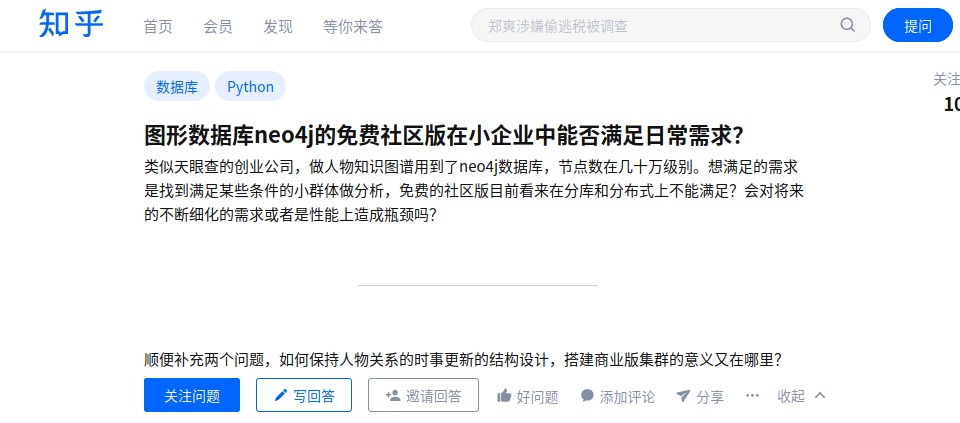 知乎 首页 会员 发现 等你来答 郑爽涉嫌偷逃税被调查 提问
数据库 Python 关注
10
图形数据库neo4j的免费社区版在小企业中能否满足日常需求？
类似天眼查的创业公司，做人物知识图谱用到了neo4j数据库，节点数在几十万级别。想满足的需求
是找到满足某些条件的小群体做分析，免费的社区版目前看来在分库和分布式上不能满足？会对将来
的不断细化的需求或者是性能上造成瓶颈吗？
顺便补充两个问题，如何保持人物关系的时事更新的结构设计，搭建商业版集群的意义又在哪里？
关注问题 写回答 邀请回答 好问题 添加评论 分享 ··· 收起